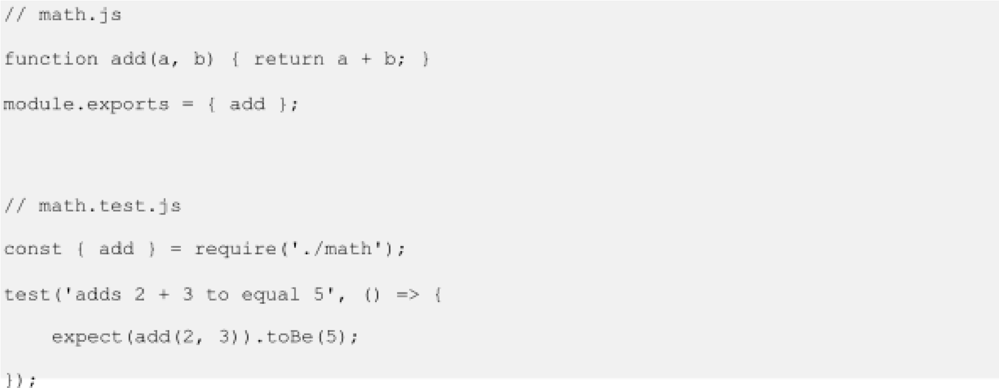 // math.js
function add(a, b) { return a + b; }
module.exports = { add };
// math.test.js
const { add } = require('./math');
test('adds 2 + 3 to equal 5', () => {
    expect(add(2, 3)).toBe(5);
});